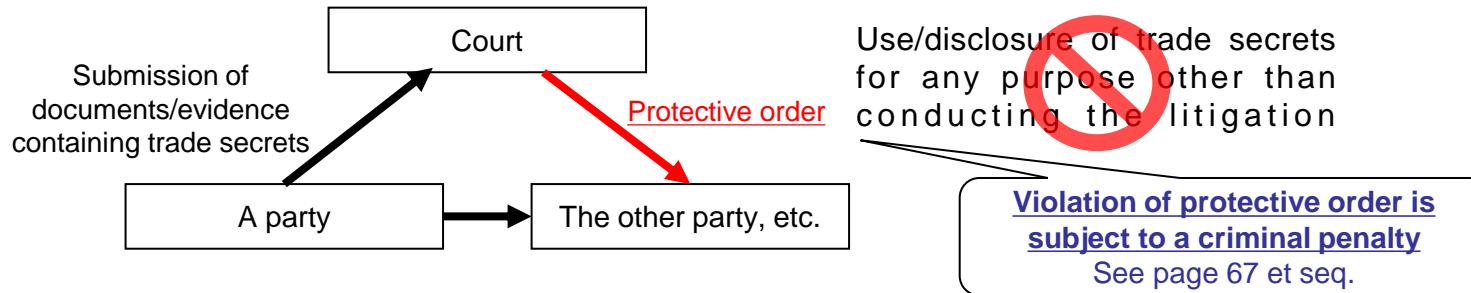 Court
Submission of
documents/evidence
containing trade secrets
Protective order
A party
The other party, etc.
Use/disclosure of trade secrets
for any purpose other than
conducting the litigation
Violation of protective order is
subject to a criminal penalty
See page 67 et seq.